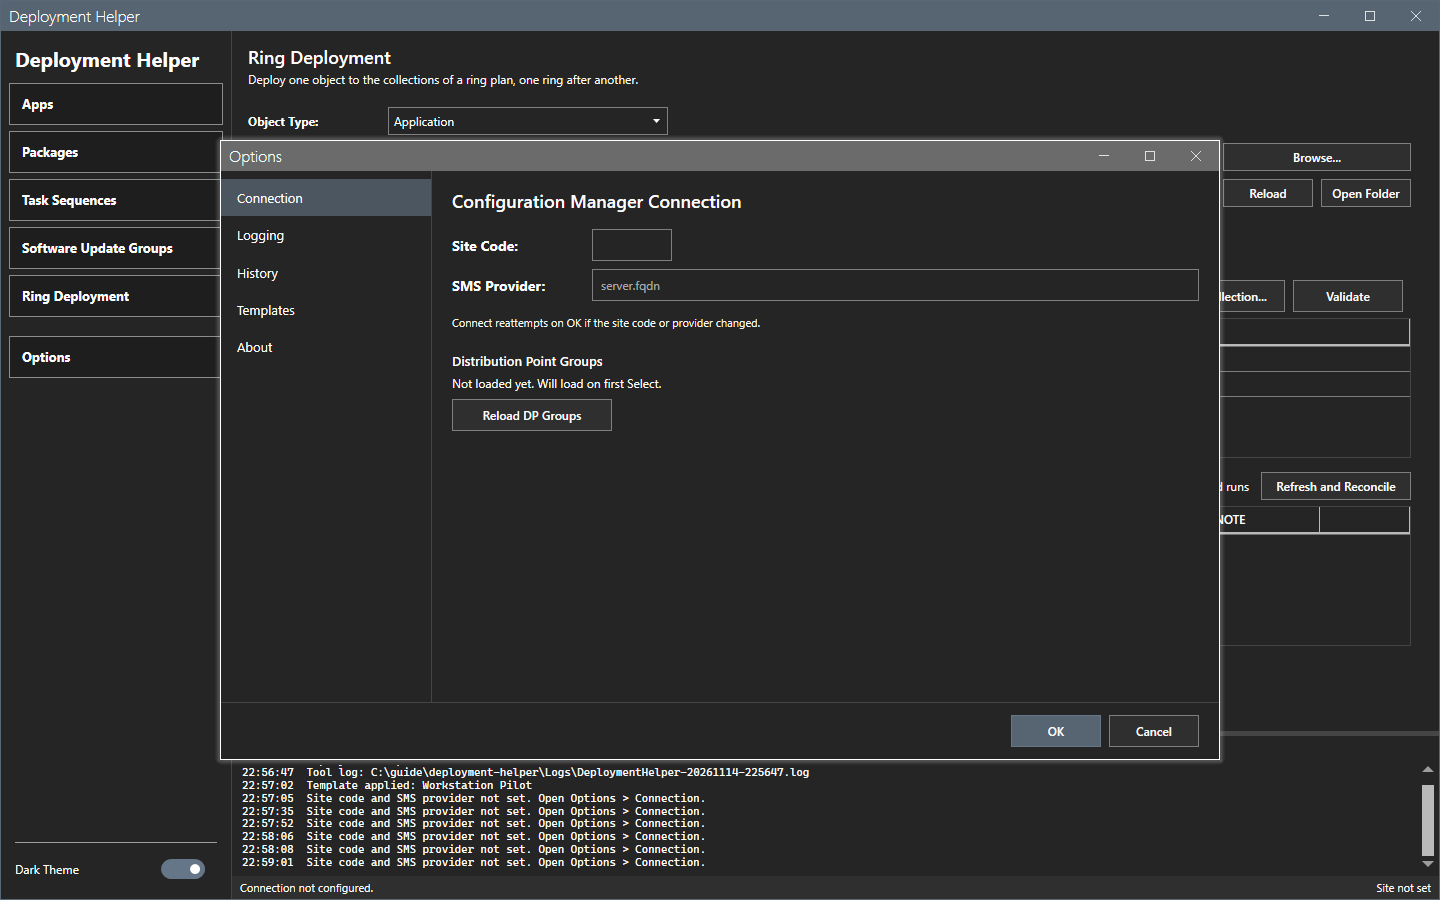 Deployment Helper
Deployment Helper
Apps
Packages
Task Sequences
Software Update Groups
Ring Deployment
Options
Dark Theme
Ring Deployment
Deploy one object to the collections of a ring plan, one ring after another.
Object Type:
Application
Browse...
Reload
Open Folder
Validate
runs
Refresh and Reconcile
NOTE
Options
Connection
Logging
History
Templates
About
Configuration Manager Connection
Site Code:
SMS Provider:
server.fqdn
Connect reattempts on OK if the site code or provider changed.
Distribution Point Groups
Not loaded yet. Will load on first Select.
Reload DP Groups
OK
Cancel
22:56:47 Tool log: C:\guide\deployment-helper\Logs\DeploymentHelper-20261114-225647.log
22:57:02 Template applied: Workstation Pilot
22:57:05 Site code and SMS provider not set. Open Options > Connection.
22:57:35 Site code and SMS provider not set. Open Options > Connection.
22:57:52 Site code and SMS provider not set. Open Options > Connection.
22:58:06 Site code and SMS provider not set. Open Options > Connection.
22:58:08 Site code and SMS provider not set. Open Options > Connection.
22:59:01 Site code and SMS provider not set. Open Options > Connection.
Connection not configured.
Site not set